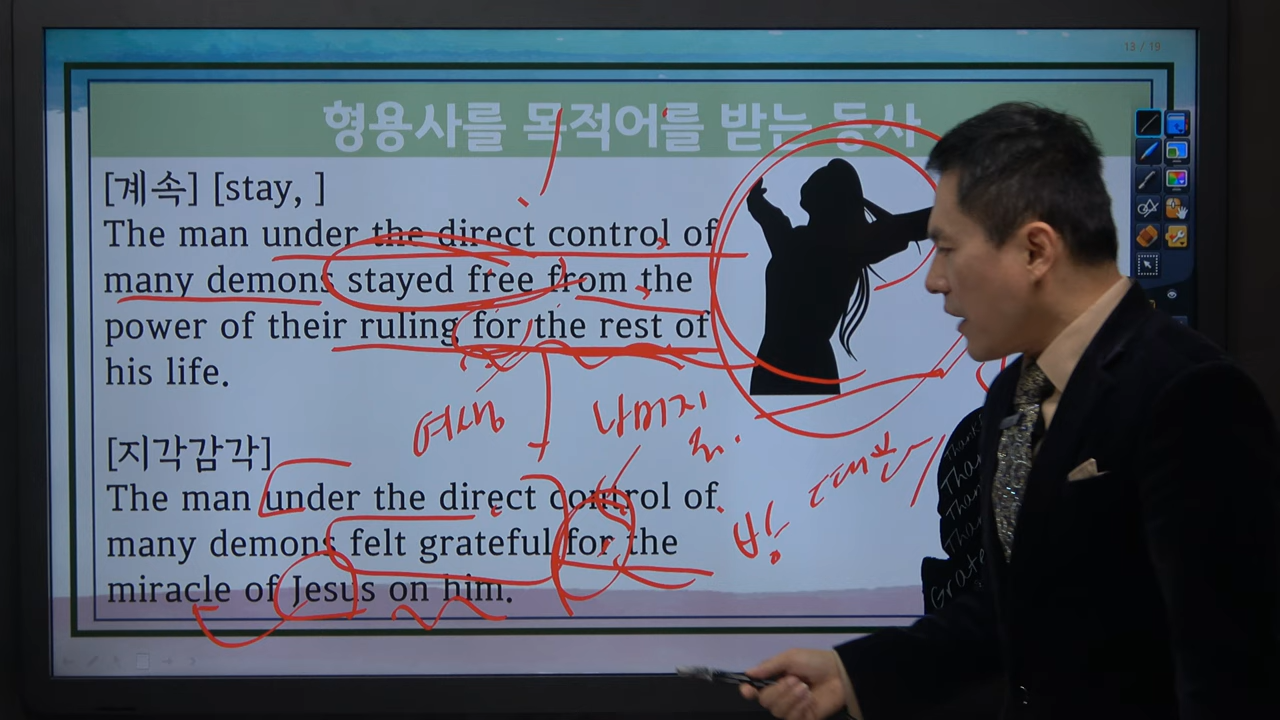 13 / 19
형용사를 목적어를 받는 동사
[계속] [stay, ]
The man under the direct control of
many demons stayed free from the
power of their ruling for the rest of
his life.
여생
나머지
[지각감각]
The man under the direct control of
many demons felt grateful for the
miracle of Jesus on him.
Grate